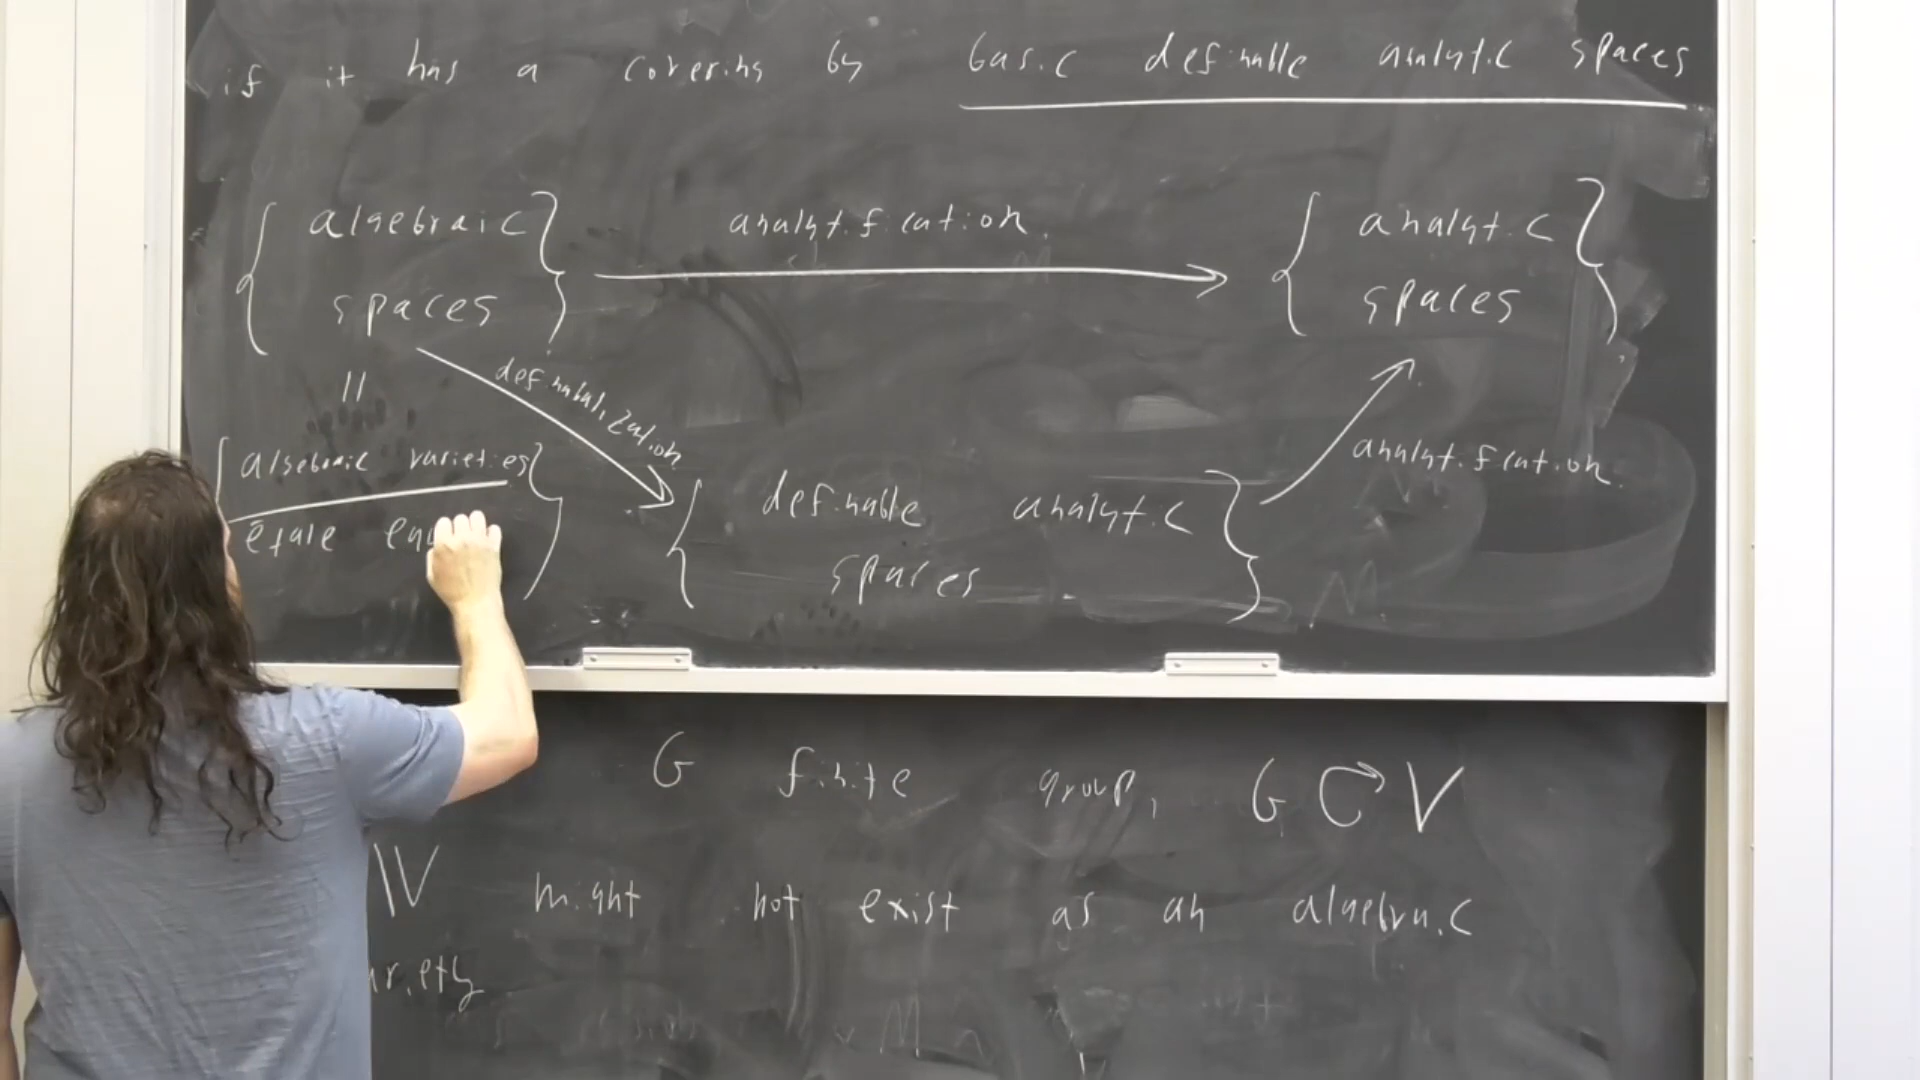 if it has a covering by basic definable analytic spaces
{ algebraic spaces }
analytification
{ analytic spaces }
||
definabilization
{ algebraic varieties
étale
}
{ definable analytic spaces }
analytification
G finite group, G ⟳ V
\V might not exist as an algebraic